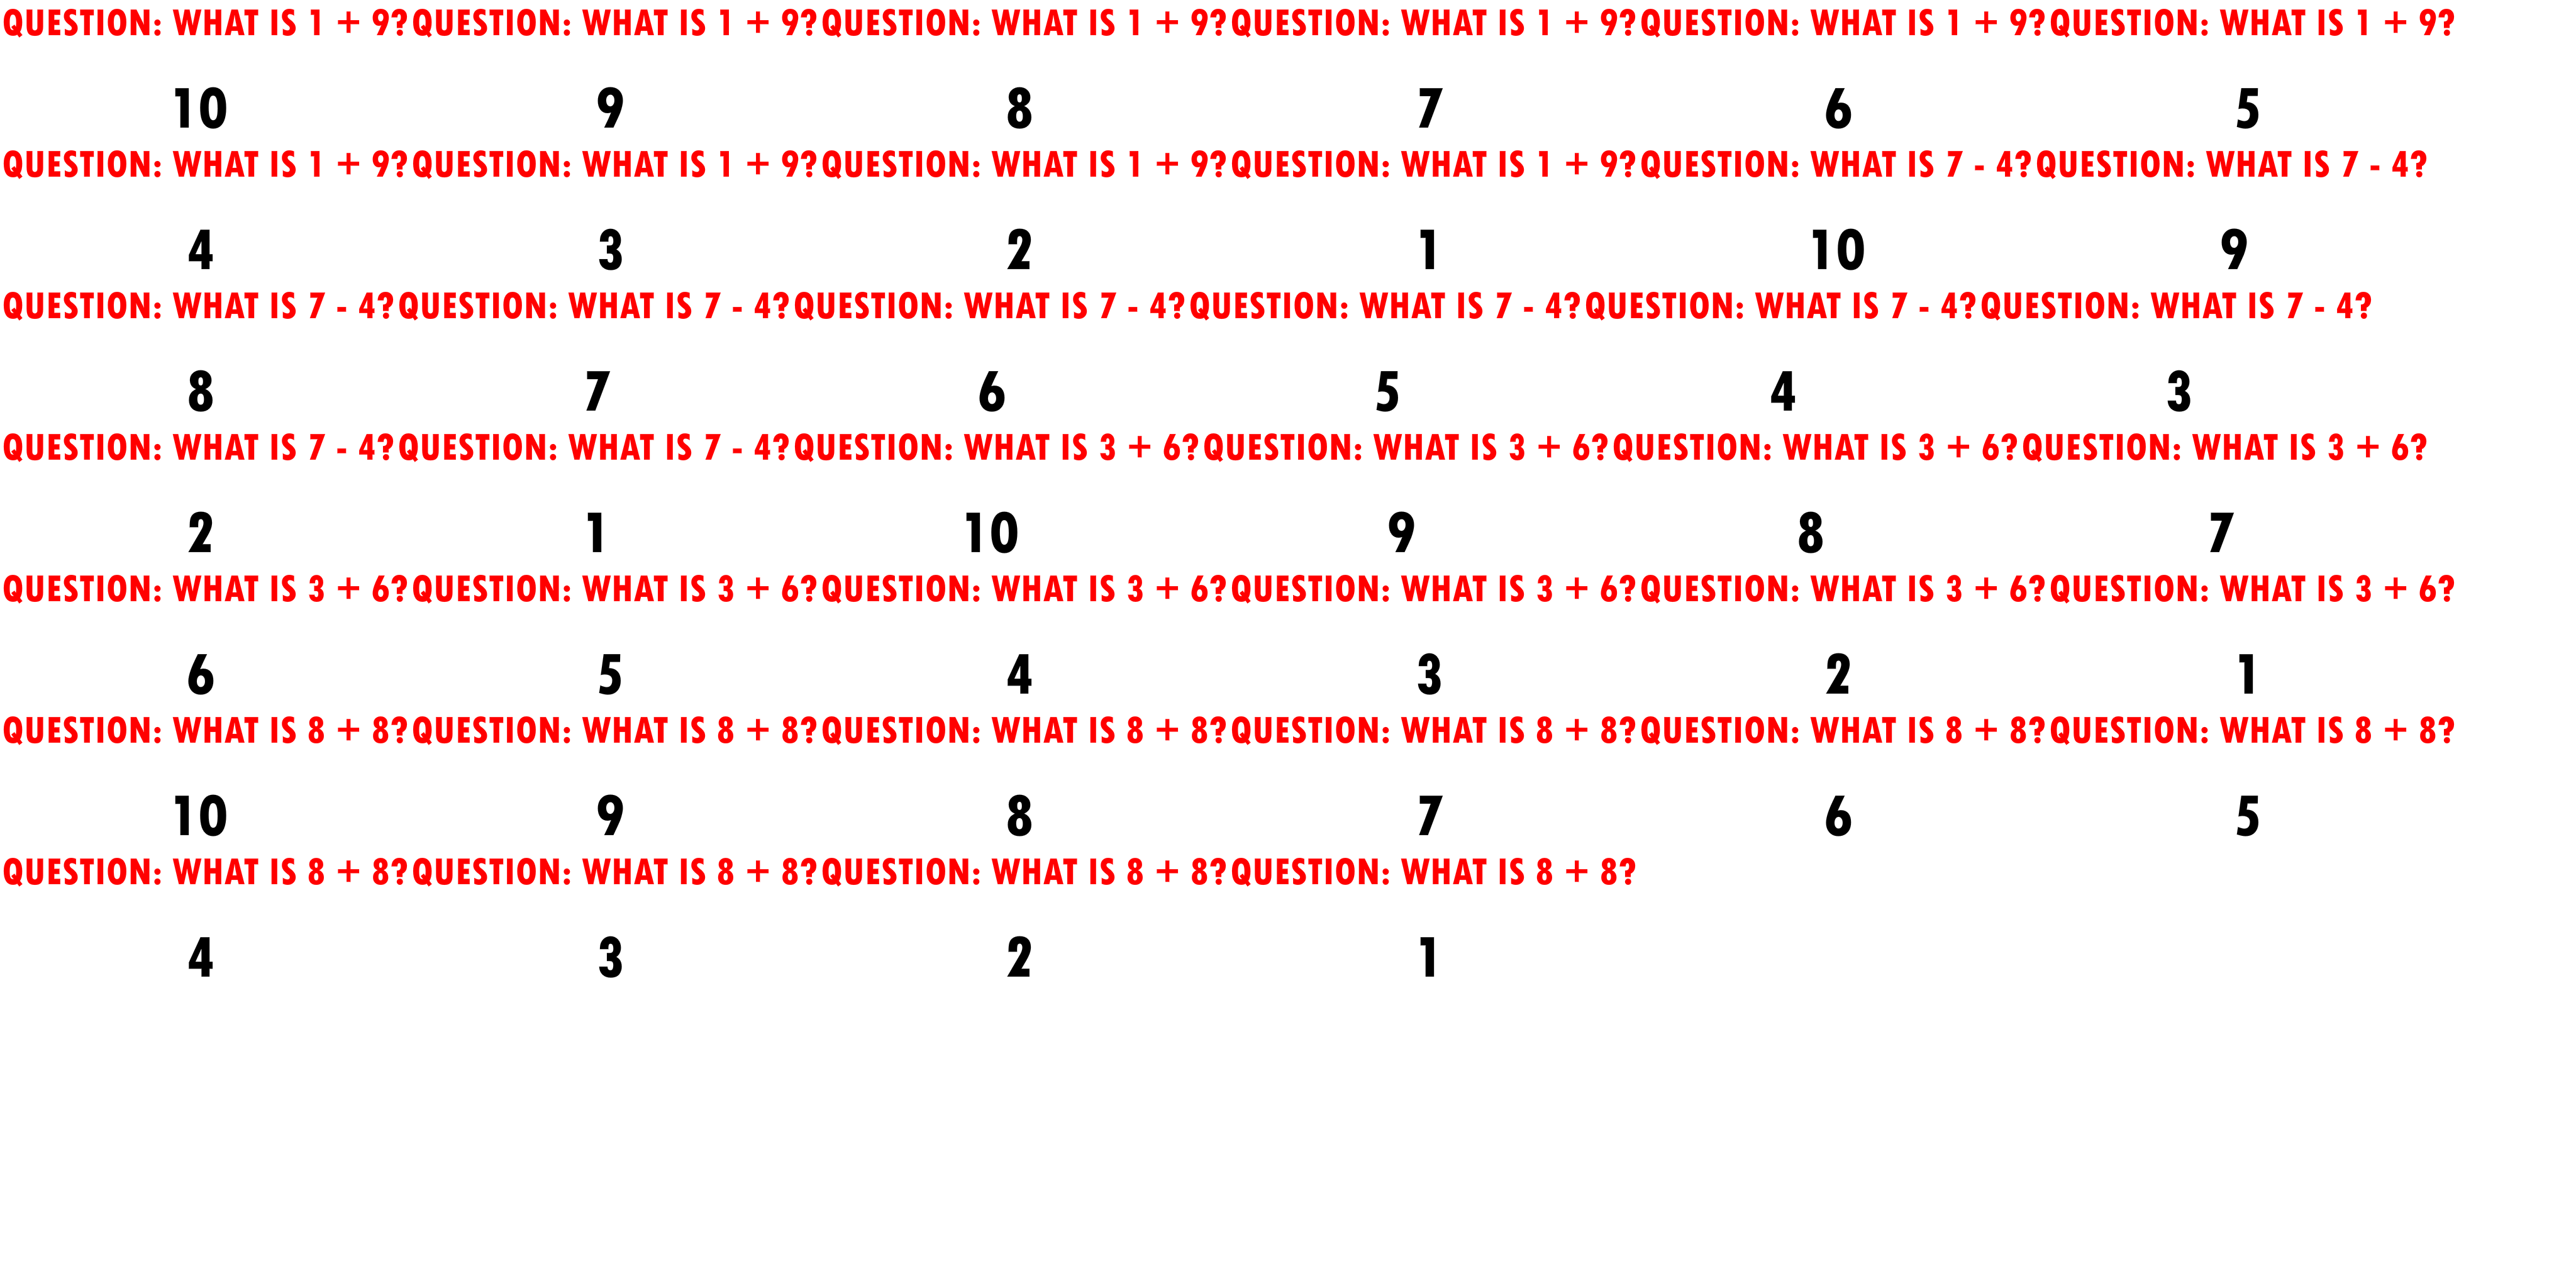 QUESTION: WHAT IS 1 + 9?QUESTION: WHAT IS 1 + 9?QUESTION: WHAT IS 1 + 9?QUESTION: WHAT IS 1 + 9?QUESTION: WHAT IS 1 + 9?QUESTION: WHAT IS 1 + 9?
10 9 8 7 6 5
QUESTION: WHAT IS 1 + 9?QUESTION: WHAT IS 1 + 9?QUESTION: WHAT IS 1 + 9?QUESTION: WHAT IS 1 + 9?QUESTION: WHAT IS 7 - 4?QUESTION: WHAT IS 7 - 4?
4 3 2 1 10 9
QUESTION: WHAT IS 7 - 4?QUESTION: WHAT IS 7 - 4?QUESTION: WHAT IS 7 - 4?QUESTION: WHAT IS 7 - 4?QUESTION: WHAT IS 7 - 4?QUESTION: WHAT IS 7 - 4?
8 7 6 5 4 3
QUESTION: WHAT IS 7 - 4?QUESTION: WHAT IS 7 - 4?QUESTION: WHAT IS 3 + 6?QUESTION: WHAT IS 3 + 6?QUESTION: WHAT IS 3 + 6?QUESTION: WHAT IS 3 + 6?
2 1 10 9 8 7
QUESTION: WHAT IS 3 + 6?QUESTION: WHAT IS 3 + 6?QUESTION: WHAT IS 3 + 6?QUESTION: WHAT IS 3 + 6?QUESTION: WHAT IS 3 + 6?QUESTION: WHAT IS 3 + 6?
6 5 4 3 2 1
QUESTION: WHAT IS 8 + 8?QUESTION: WHAT IS 8 + 8?QUESTION: WHAT IS 8 + 8?QUESTION: WHAT IS 8 + 8?QUESTION: WHAT IS 8 + 8?QUESTION: WHAT IS 8 + 8?
10 9 8 7 6 5
QUESTION: WHAT IS 8 + 8?QUESTION: WHAT IS 8 + 8?QUESTION: WHAT IS 8 + 8?QUESTION: WHAT IS 8 + 8?
4 3 2 1